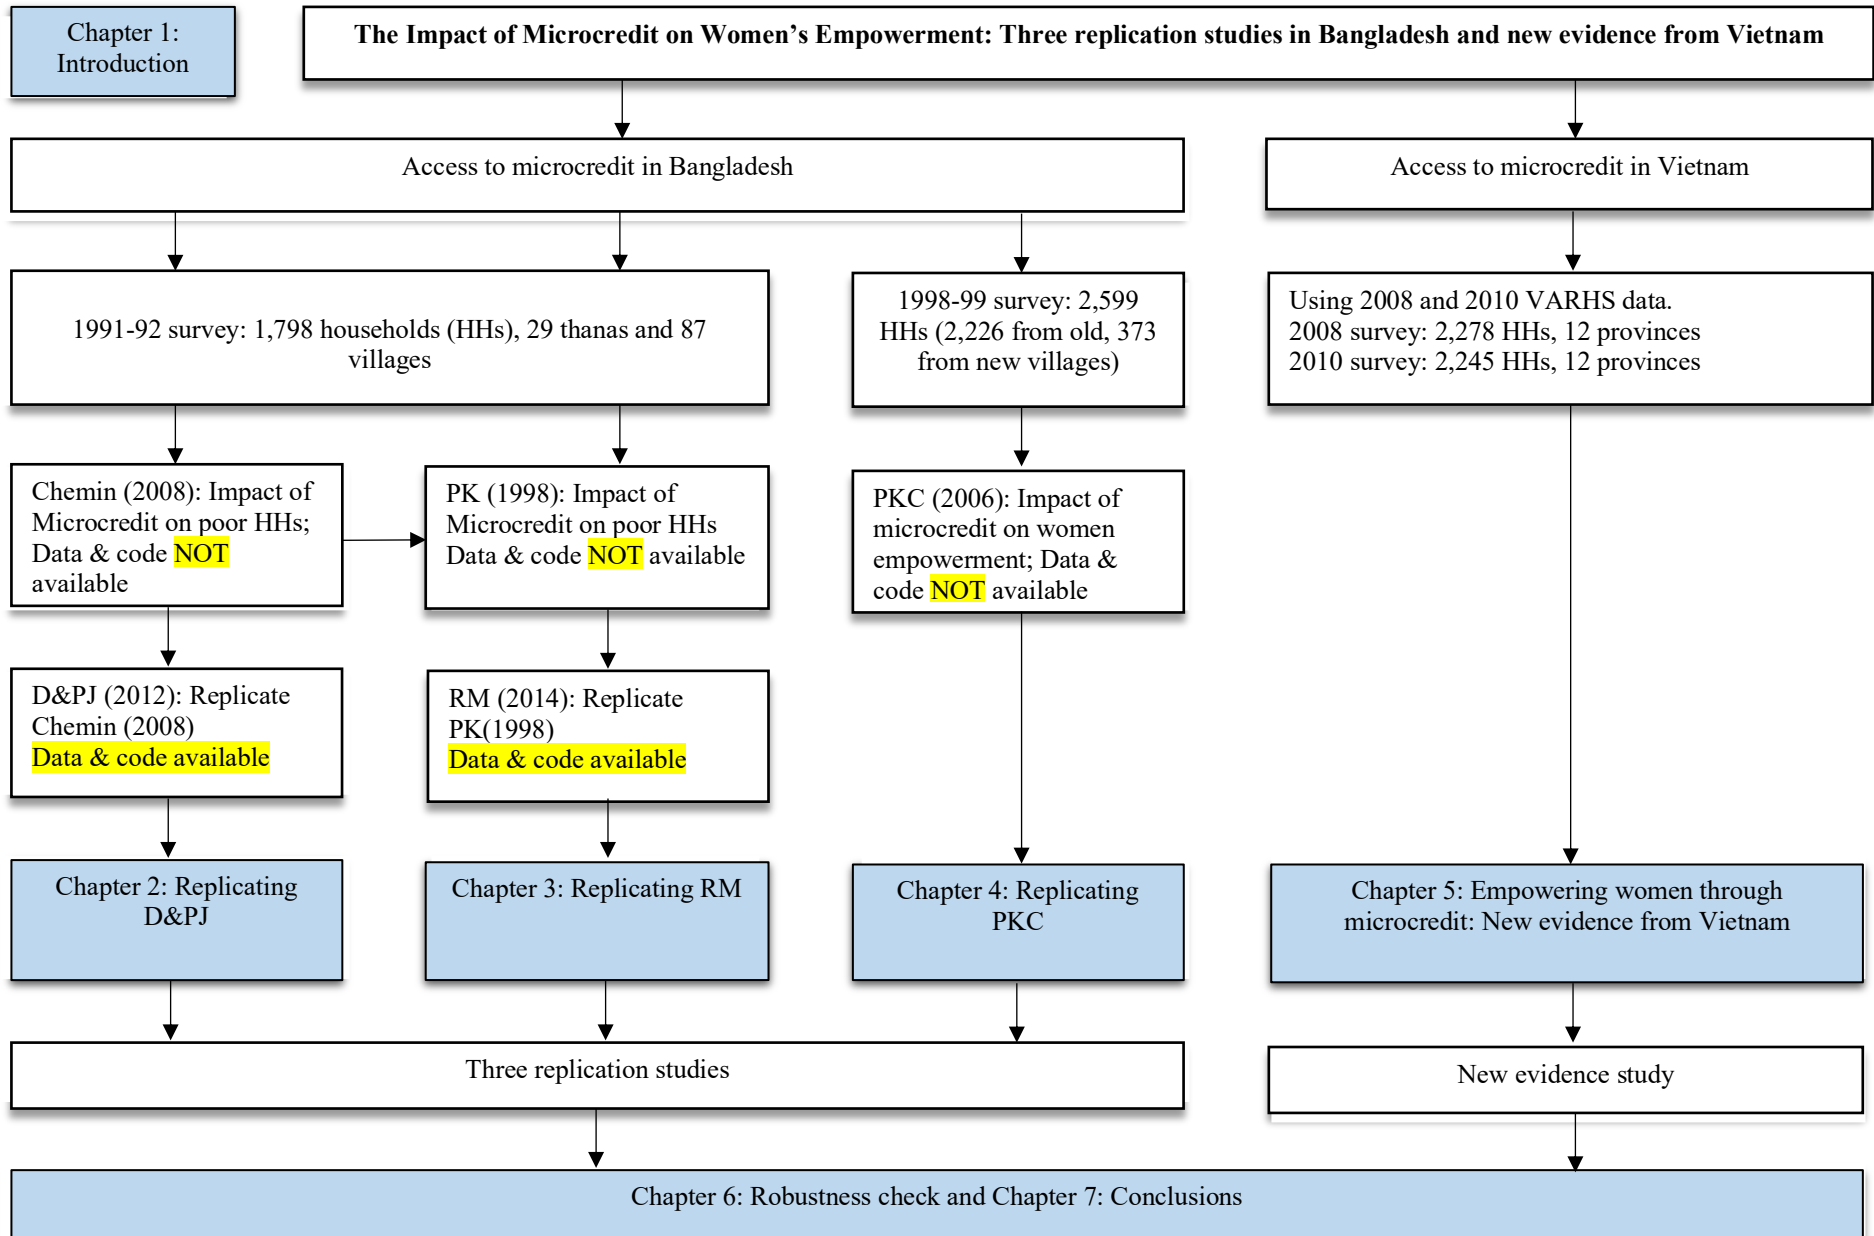 Chapter 1:
Introduction
The Impact of Microcredit on Women’s Empowerment: Three replication studies in Bangladesh and new evidence from Vietnam
Access to microcredit in Bangladesh
Access to microcredit in Vietnam
1991-92 survey: 1,798 households (HHs), 29 thanas and 87
villages
1998-99 survey: 2,599
HHs (2,226 from old, 373
from new villages)
Using 2008 and 2010 VARHS data.
2008 survey: 2,278 HHs, 12 provinces
2010 survey: 2,245 HHs, 12 provinces
Chemin (2008): Impact of
Microcredit on poor HHs;
Data & code NOT
available
PK (1998): Impact of
Microcredit on poor HHs
Data & code NOT available
PKC (2006): Impact of
microcredit on women
empowerment; Data &
code NOT available
D&PJ (2012): Replicate
Chemin (2008)
Data & code available
RM (2014): Replicate
PK(1998)
Data & code available
Chapter 2: Replicating
D&PJ
Chapter 3: Replicating RM
Chapter 4: Replicating
PKC
Chapter 5: Empowering women through
microcredit: New evidence from Vietnam
Three replication studies
New evidence study
Chapter 6: Robustness check and Chapter 7: Conclusions